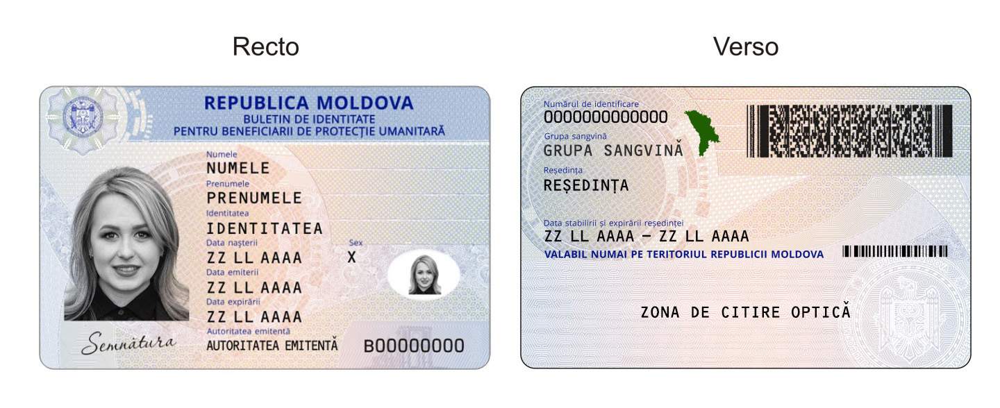 Recto
REPUBLICA MOLDOVA
BULETIN DE IDENTITATE
PENTRU BENEFICIARII DE PROTECȚIE UMANITARĂ
Numele
NUMELE
Prenumele
PRENUMELE
Identitatea
IDENTITATEA
Data nașterii Sex
ZZ LL AAAA X
Data emiterii
ZZ LL AAAA
Data expirării
ZZ LL AAAA
Autoritatea emitentă
AUTORITATEA EMITENTĂ
B00000000
Semnătura
Verso
Numărul de identificare
0000000000000
Grupa sangvină
GRUPA SANGVINĂ
Reședința
REȘEDINȚA
Data stabilirii și expirării reședinței
ZZ LL AAAA – ZZ LL AAAA
VALABIL NUMAI PE TERITORIUL REPUBLICII MOLDOVA
ZONA DE CITIRE OPTICĂ